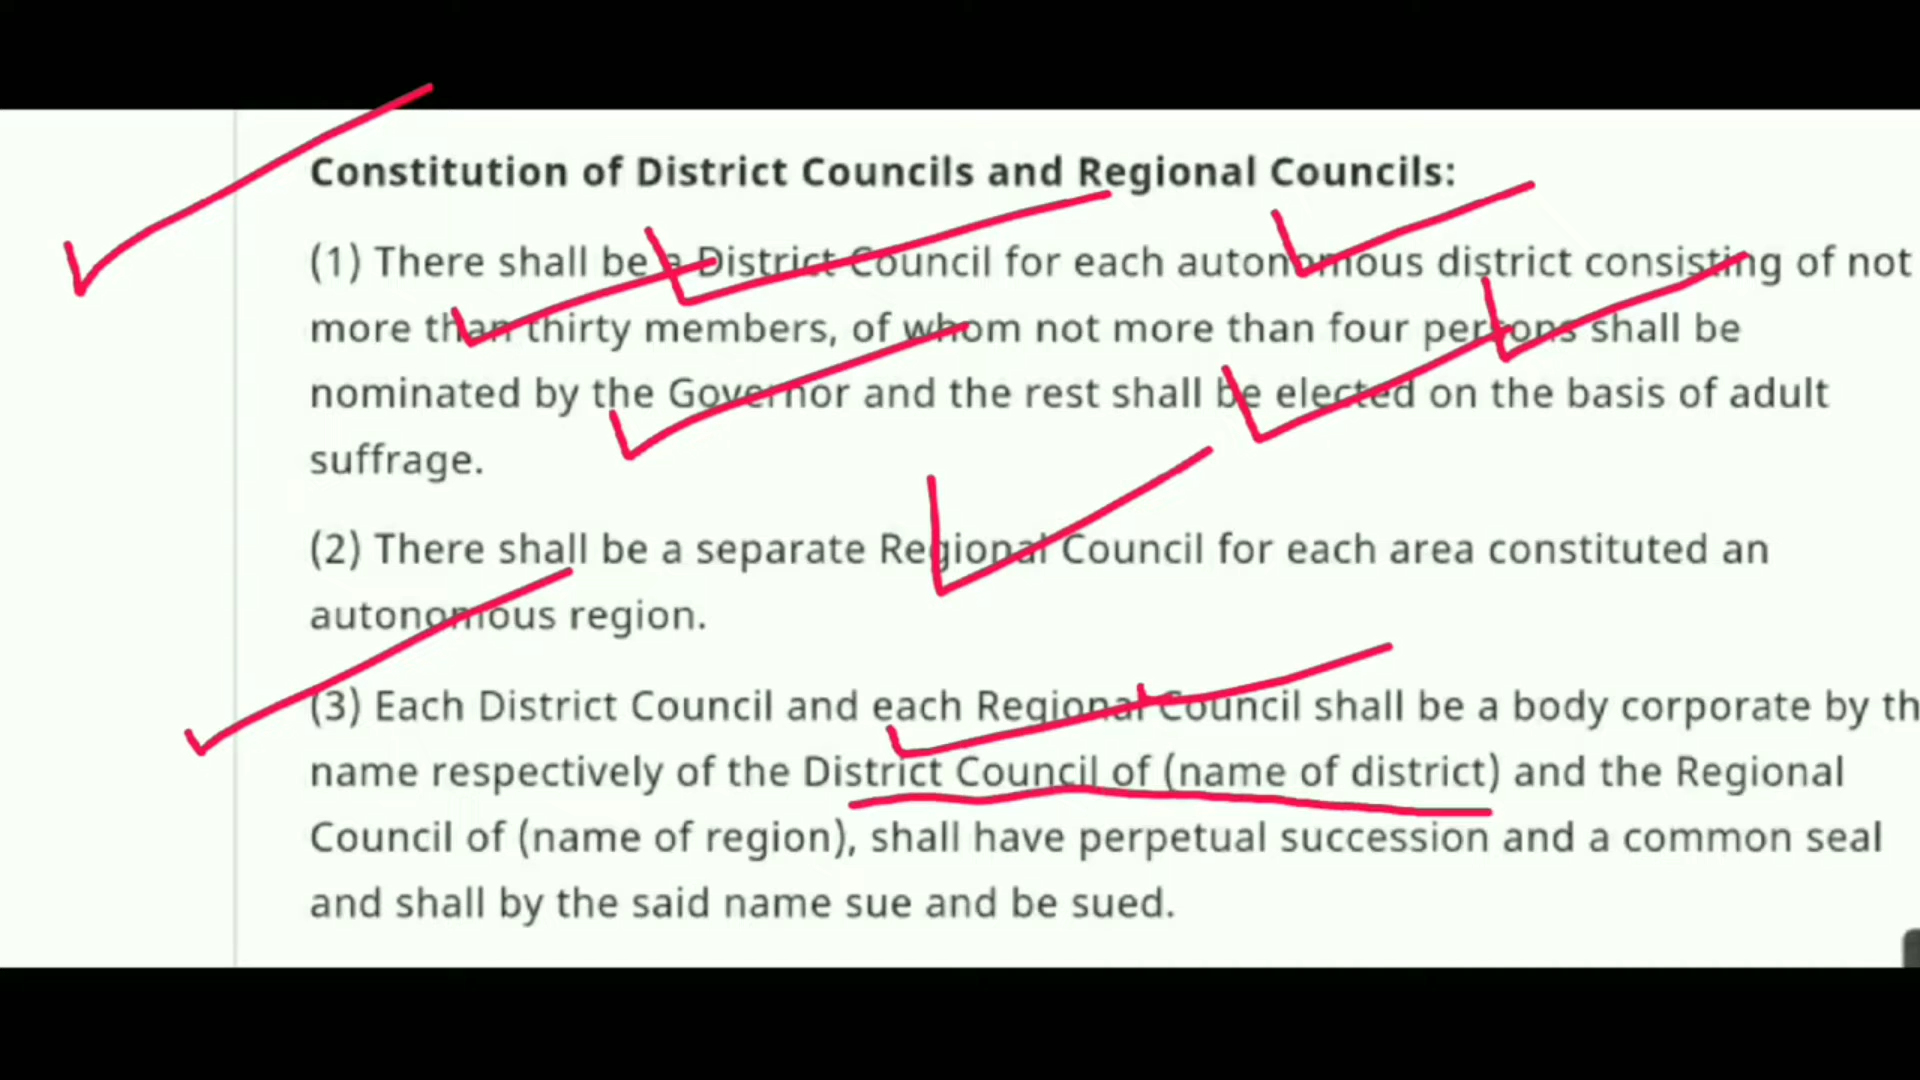 Constitution of District Councils and Regional Councils:
(1) There shall be a District Council for each autonomous district consisting of not
more than thirty members, of whom not more than four persons shall be
nominated by the Governor and the rest shall be elected on the basis of adult
suffrage.
(2) There shall be a separate Regional Council for each area constituted an
autonomous region.
(3) Each District Council and each Regional Council shall be a body corporate by th
name respectively of the District Council of (name of district) and the Regional
Council of (name of region), shall have perpetual succession and a common seal
and shall by the said name sue and be sued.